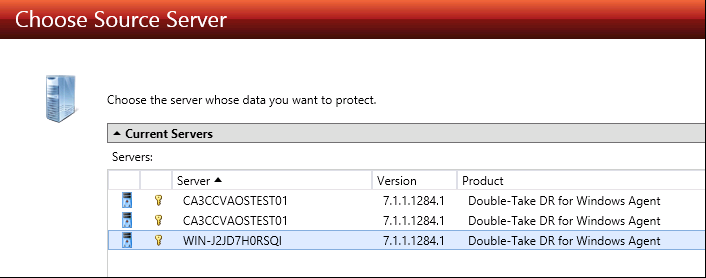 Choose Source Server
Choose the server whose data you want to protect.
Current Servers
Servers:
Server Version Product
CA3CCVAOSTEST01 7.1.1.1284.1 Double-Take DR for Windows Agent
CA3CCVAOSTEST01 7.1.1.1284.1 Double-Take DR for Windows Agent
WIN-J2JD7H0RSQI 7.1.1.1284.1 Double-Take DR for Windows Agent